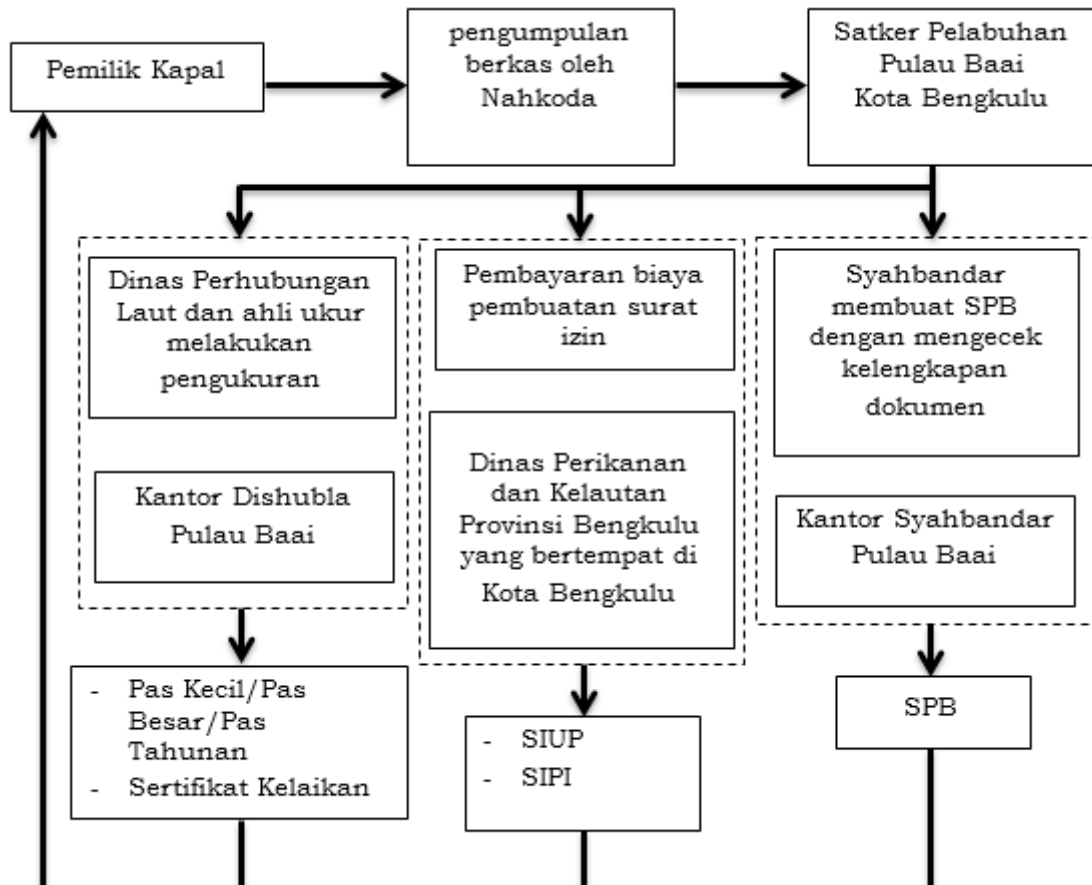 Pemilik Kapal
pengumpulan
berkas oleh
Nahkoda
Satker Pelabuhan
Pulau Baai
Kota Bengkulu
Dinas Perhubungan
Laut dan ahli ukur
melakukan
pengukuran
Kantor Dishubla
Pulau Baai
Pembayaran biaya
pembuatan surat
izin
Dinas Perikanan
dan Kelautan
Provinsi Bengkulu
yang bertempat di
Kota Bengkulu
Syahbandar
membuat SPB
dengan mengecek
kelengkapan
dokumen
Kantor Syahbandar
Pulau Baai
- Pas Kecil/Pas
Besar/Pas
Tahunan
- Sertifikat Kelaikan
- SIUP
- SIPI
SPB